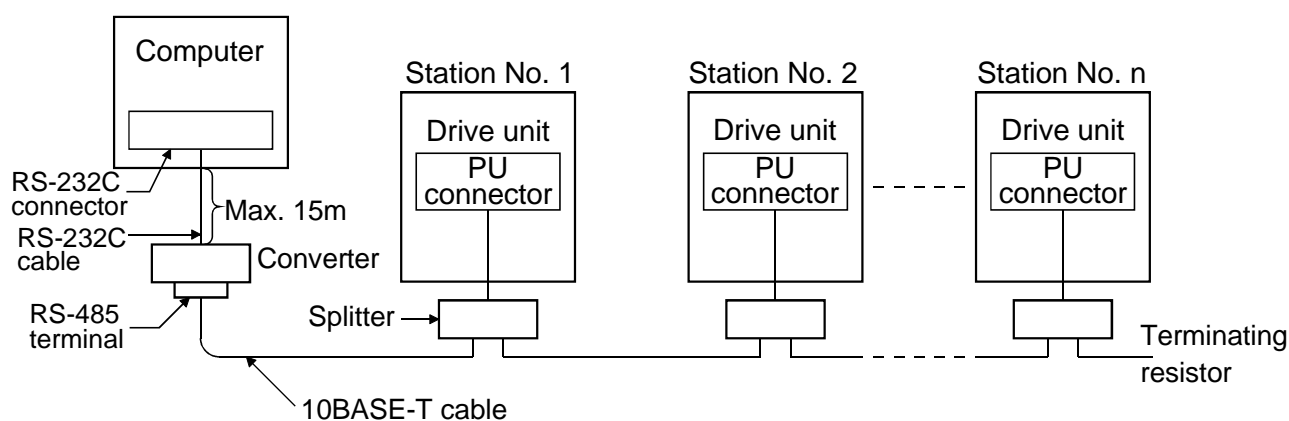 Computer
RS-232C
connector
RS-232C
cable
Max. 15m
Converter
RS-485
terminal
10BASE-T cable
Station No. 1
Drive unit
PU
connector
Splitter
Station No. 2
Drive unit
PU
connector
Station No. n
Drive unit
PU
connector
Terminating
resistor